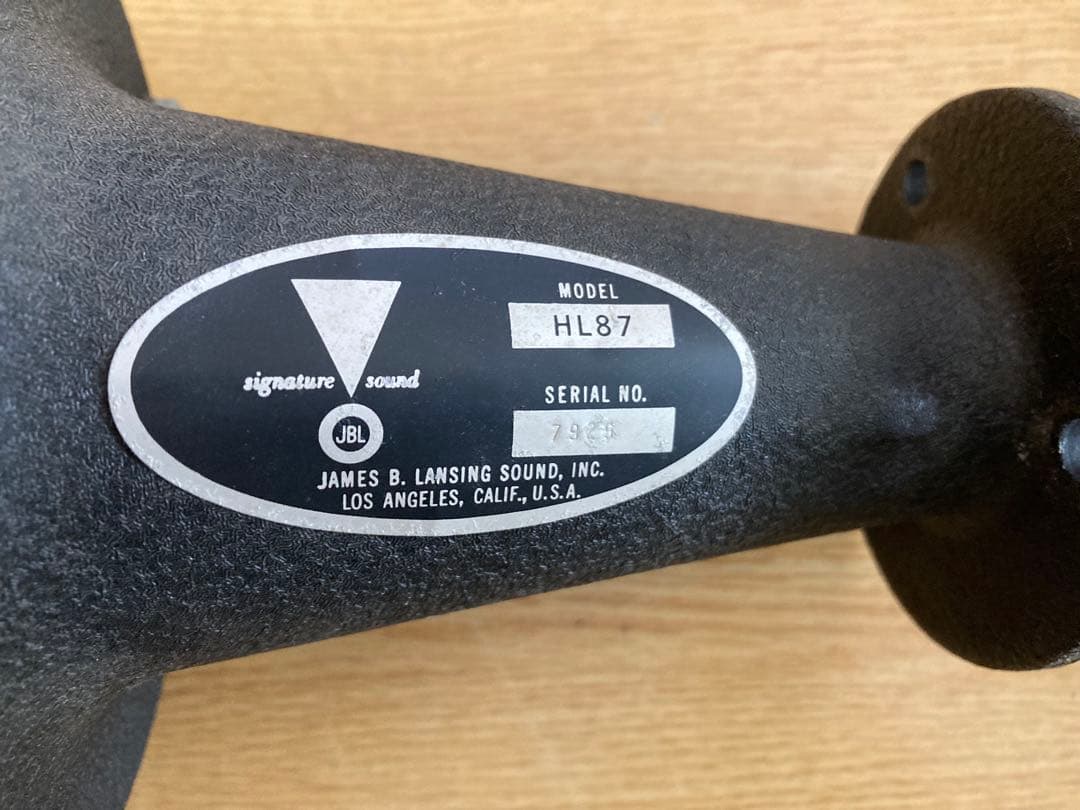 MODEL
HL87
signature sound
SERIAL NO.
JBL
JAMES B. LANSING SOUND, INC.
LOS ANGELES, CALIF., U.S.A.